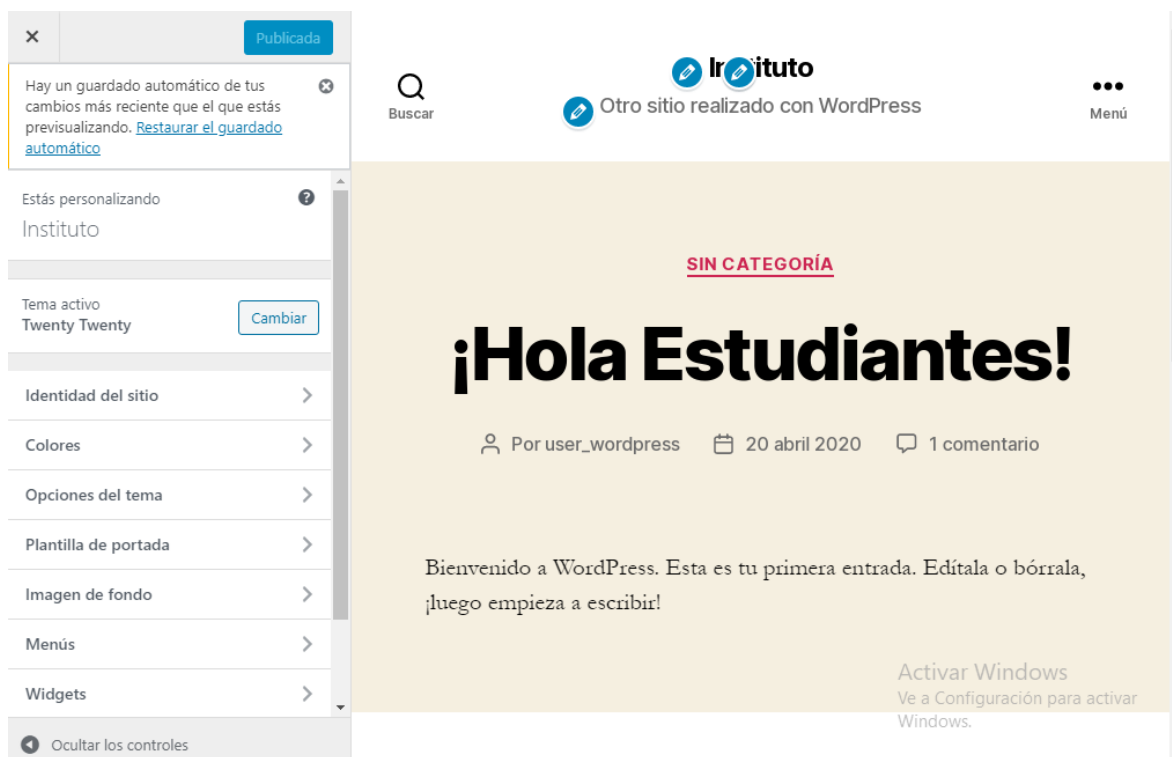 Publicada
Hay un guardado automático de tus
cambios más reciente que el que estás
previsualizando. Restaurar el guardado
automático
Estás personalizando
Instituto
Tema activo
Twenty Twenty
Cambiar
Identidad del sitio
Colores
Opciones del tema
Plantilla de portada
Imagen de fondo
Menús
Widgets
Ocultar los controles
Buscar
Instituto
Otro sitio realizado con WordPress
Menú
SIN CATEGORÍA
¡Hola Estudiantes!
Por user_wordpress 20 abril 2020 1 comentario
Bienvenido a WordPress. Esta es tu primera entrada. Edítala o bórrala,
¡luego empieza a escribir!
Activar Windows
Ve a Configuración para activar
Windows.